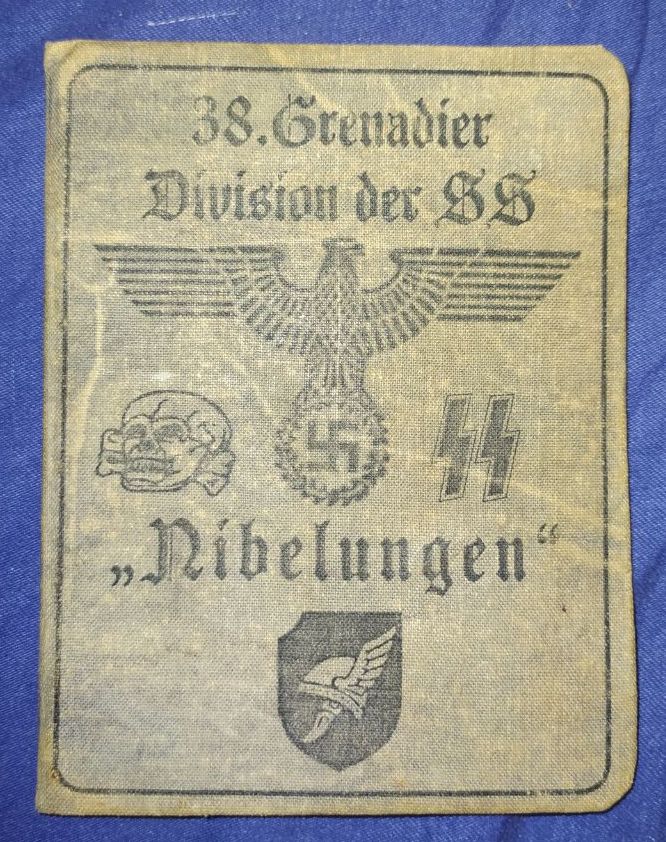 38. Grenadier
Division der SS
„Nibelungen“